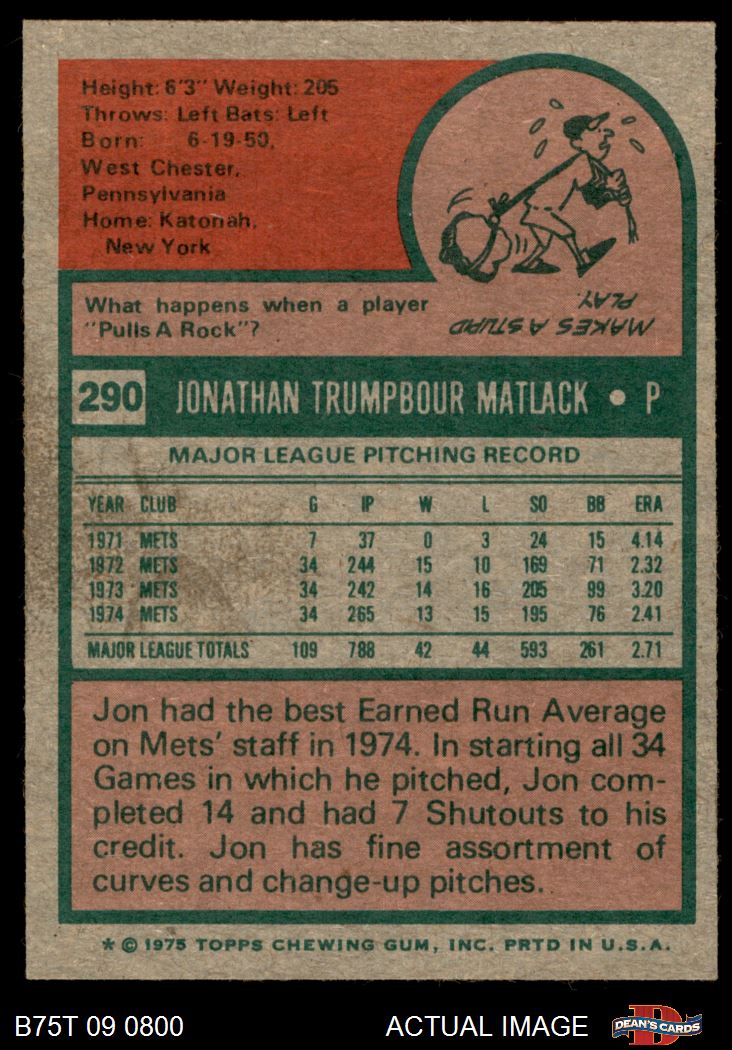 Height: 6'3" Weight: 205
Throws: Left Bats: Left
Born: 6-19-50,
West Chester,
Pennsylvania
Home: Katonah,
New York
What happens when a player
"Pulls A Rock"?
MAKES A STUPID
PLAY.
290 JONATHAN TRUMPBOUR MATLACK • P
MAJOR LEAGUE PITCHING RECORD
YEAR CLUB G IP W L SO BB ERA
1971 METS 7 37 0 3 24 15 4.14
1972 METS 34 244 15 10 169 71 2.32
1973 METS 34 242 14 16 205 99 3.20
1974 METS 34 265 13 15 195 76 2.41
MAJOR LEAGUE TOTALS 109 788 42 44 593 261 2.71
Jon had the best Earned Run Average
on Mets' staff in 1974. In starting all 34
Games in which he pitched, Jon com-
pleted 14 and had 7 Shutouts to his
credit. Jon has fine assortment of
curves and change-up pitches.
* © 1975 TOPPS CHEWING GUM, INC. PRTD IN U.S.A.
B75T 09 0800 ACTUAL IMAGE D DEAN'S CARDS